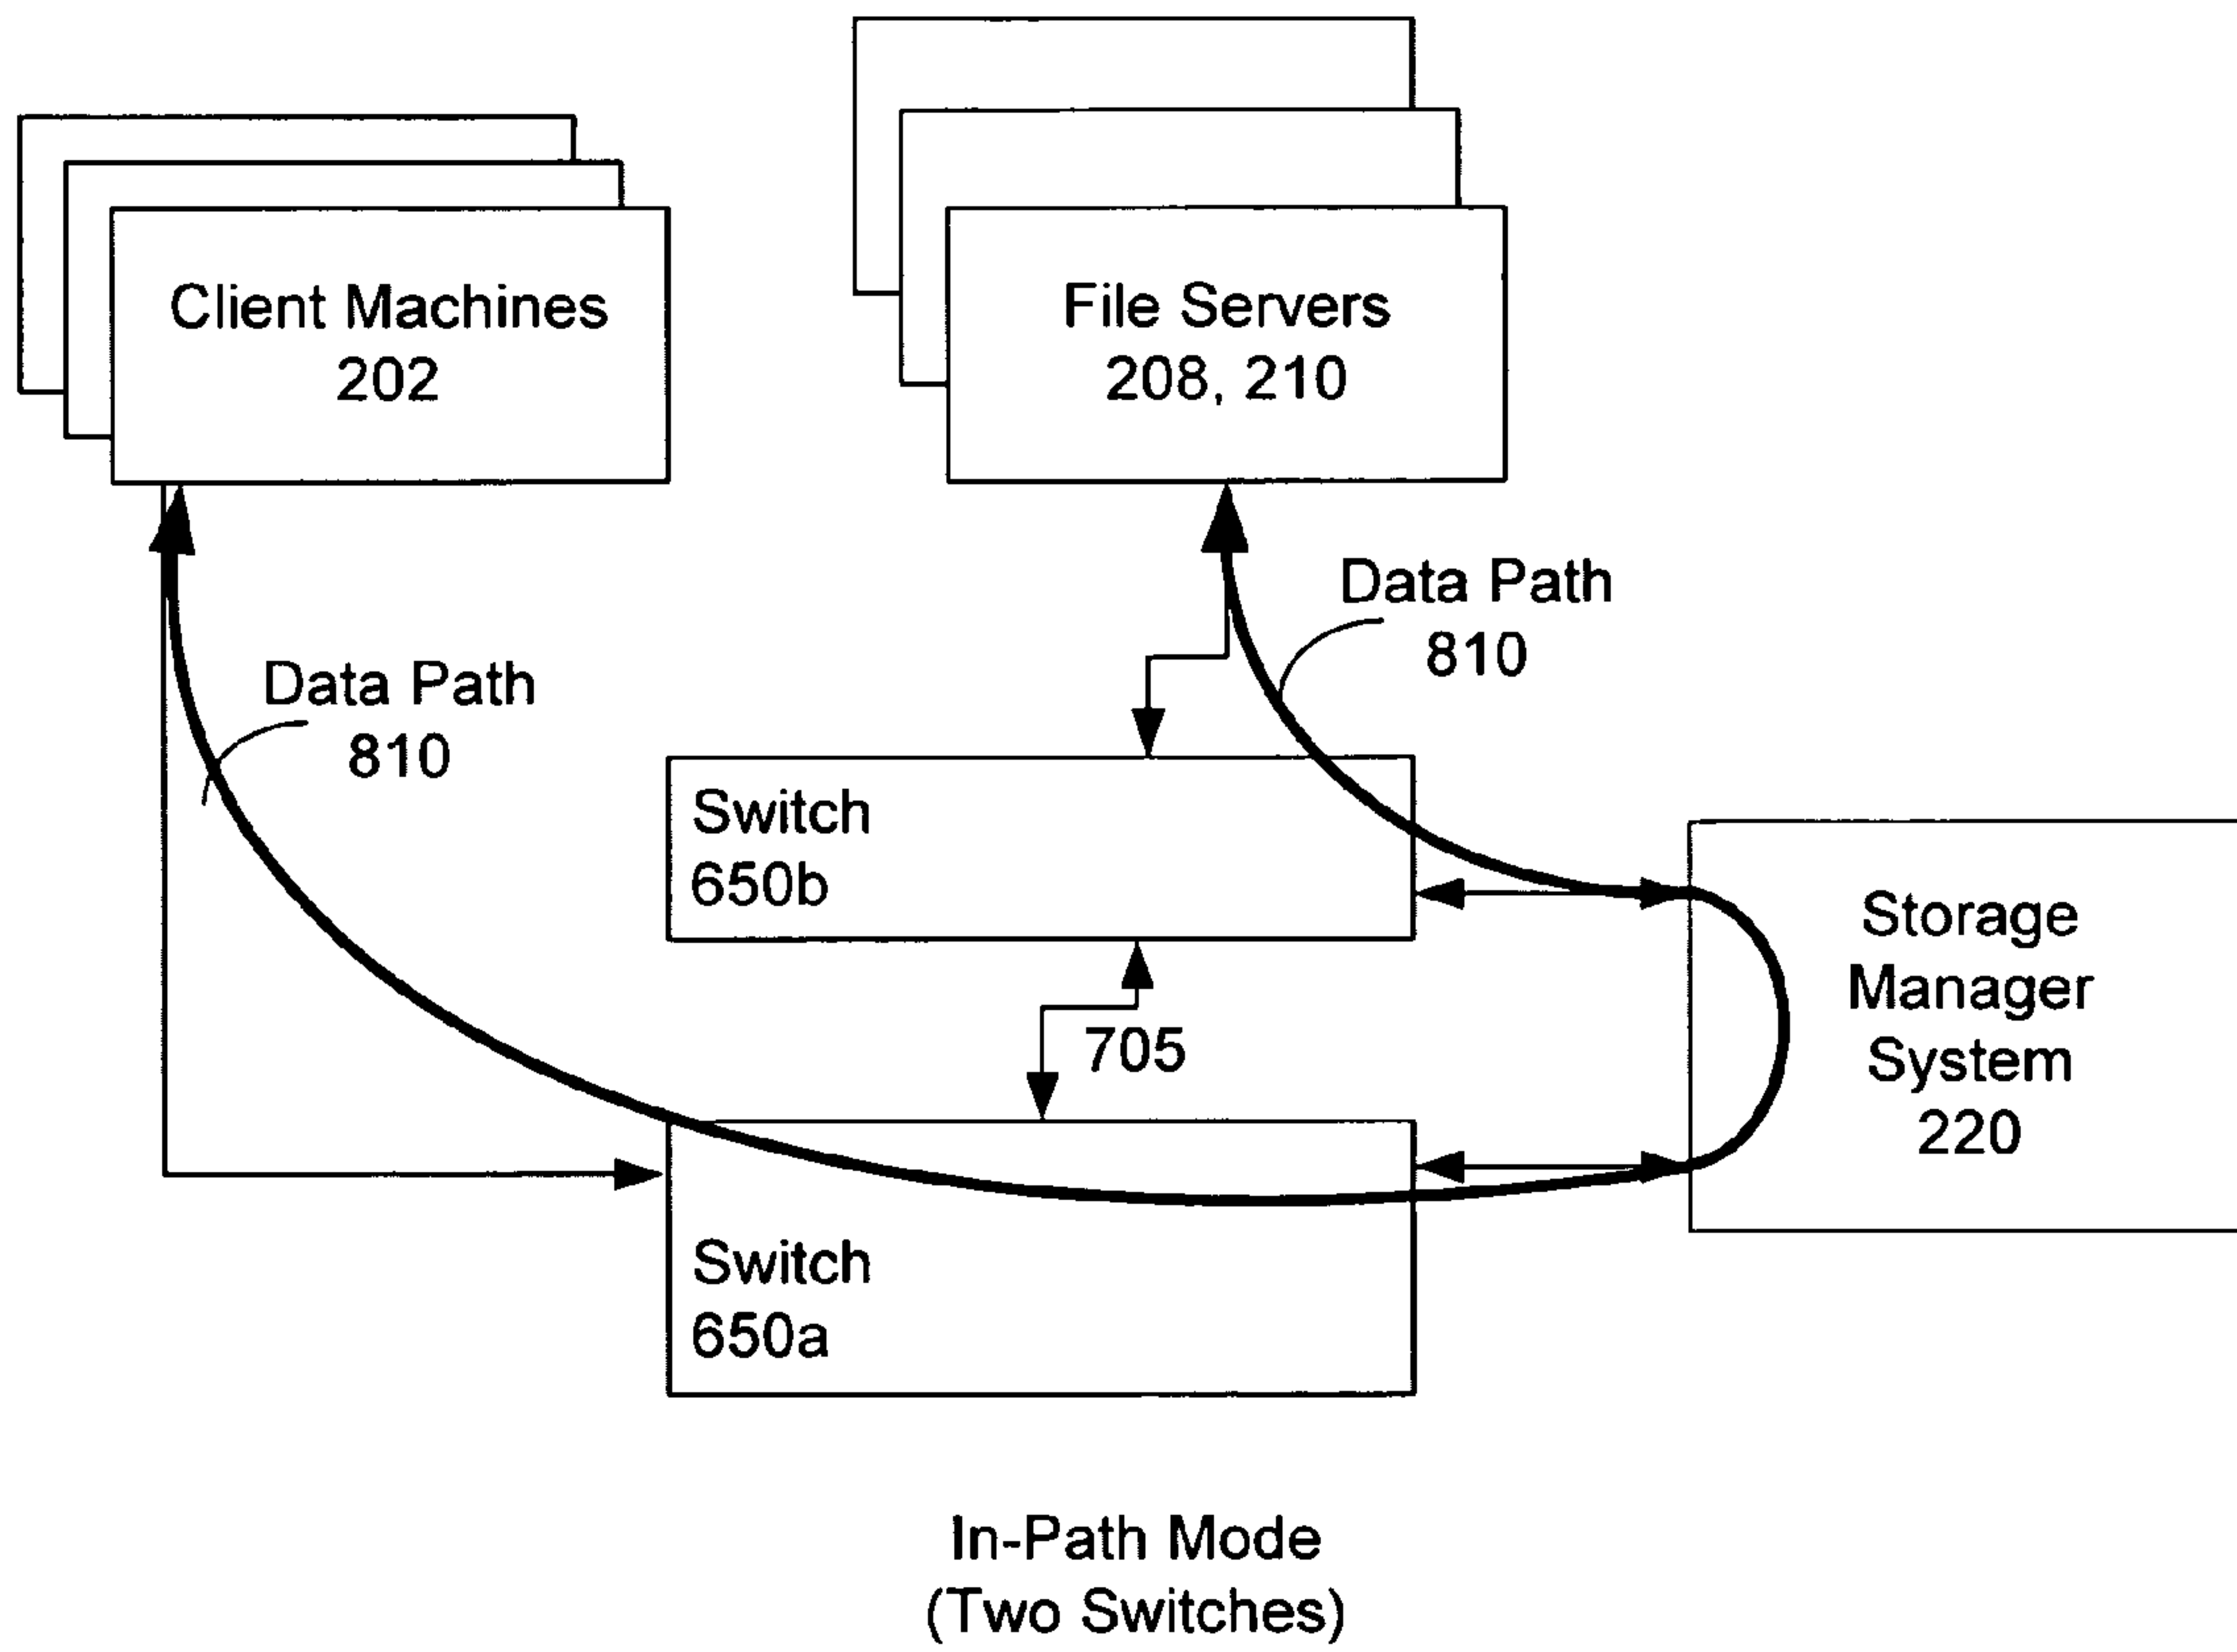 Client Machines
202
File Servers
208, 210
Data Path
810
Data Path
810
Switch
650b
Storage
Manager
System
220
705
Switch
650a
In-Path Mode
(Two Switches)